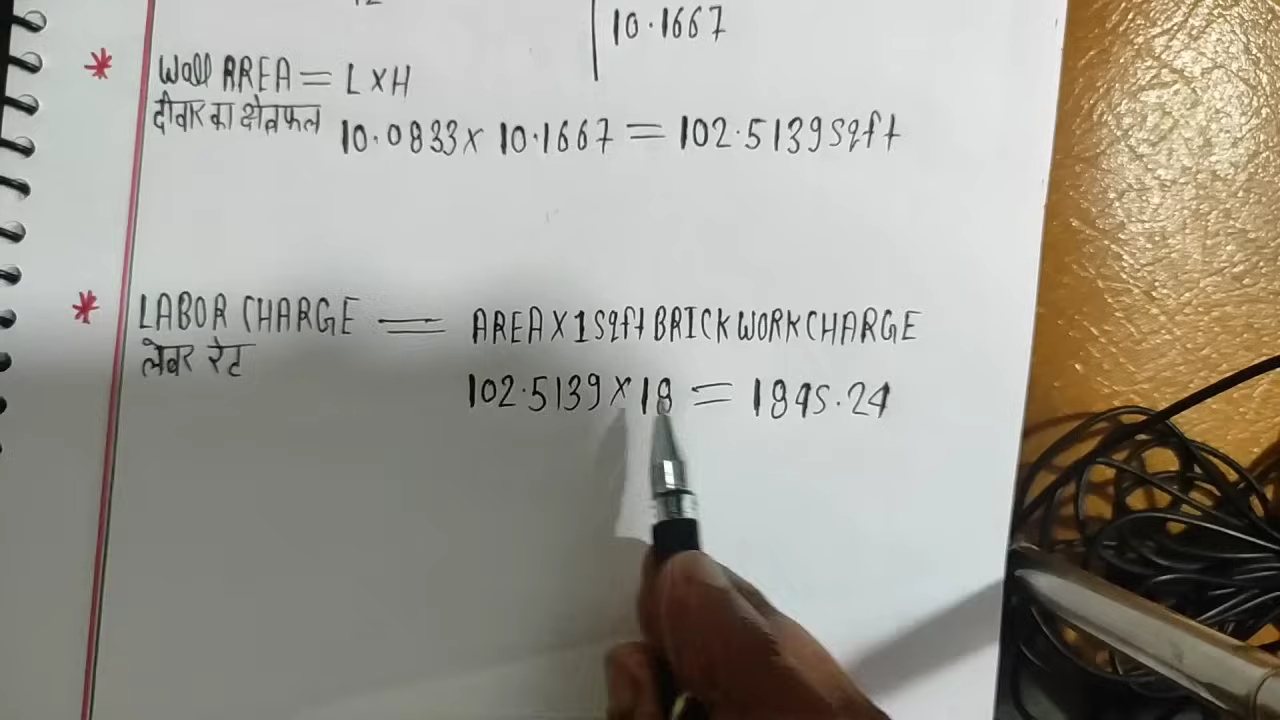 10.1667
Wall AREA = L X H
दीवार का क्षेत्रफल
10.0833 x 10.1667 = 102.5139 sqft
LABOR CHARGE = AREA X 1 Sqft BRICK WORK CHARGE
लेबर रेट
102.5139 x 18 = 1845.24